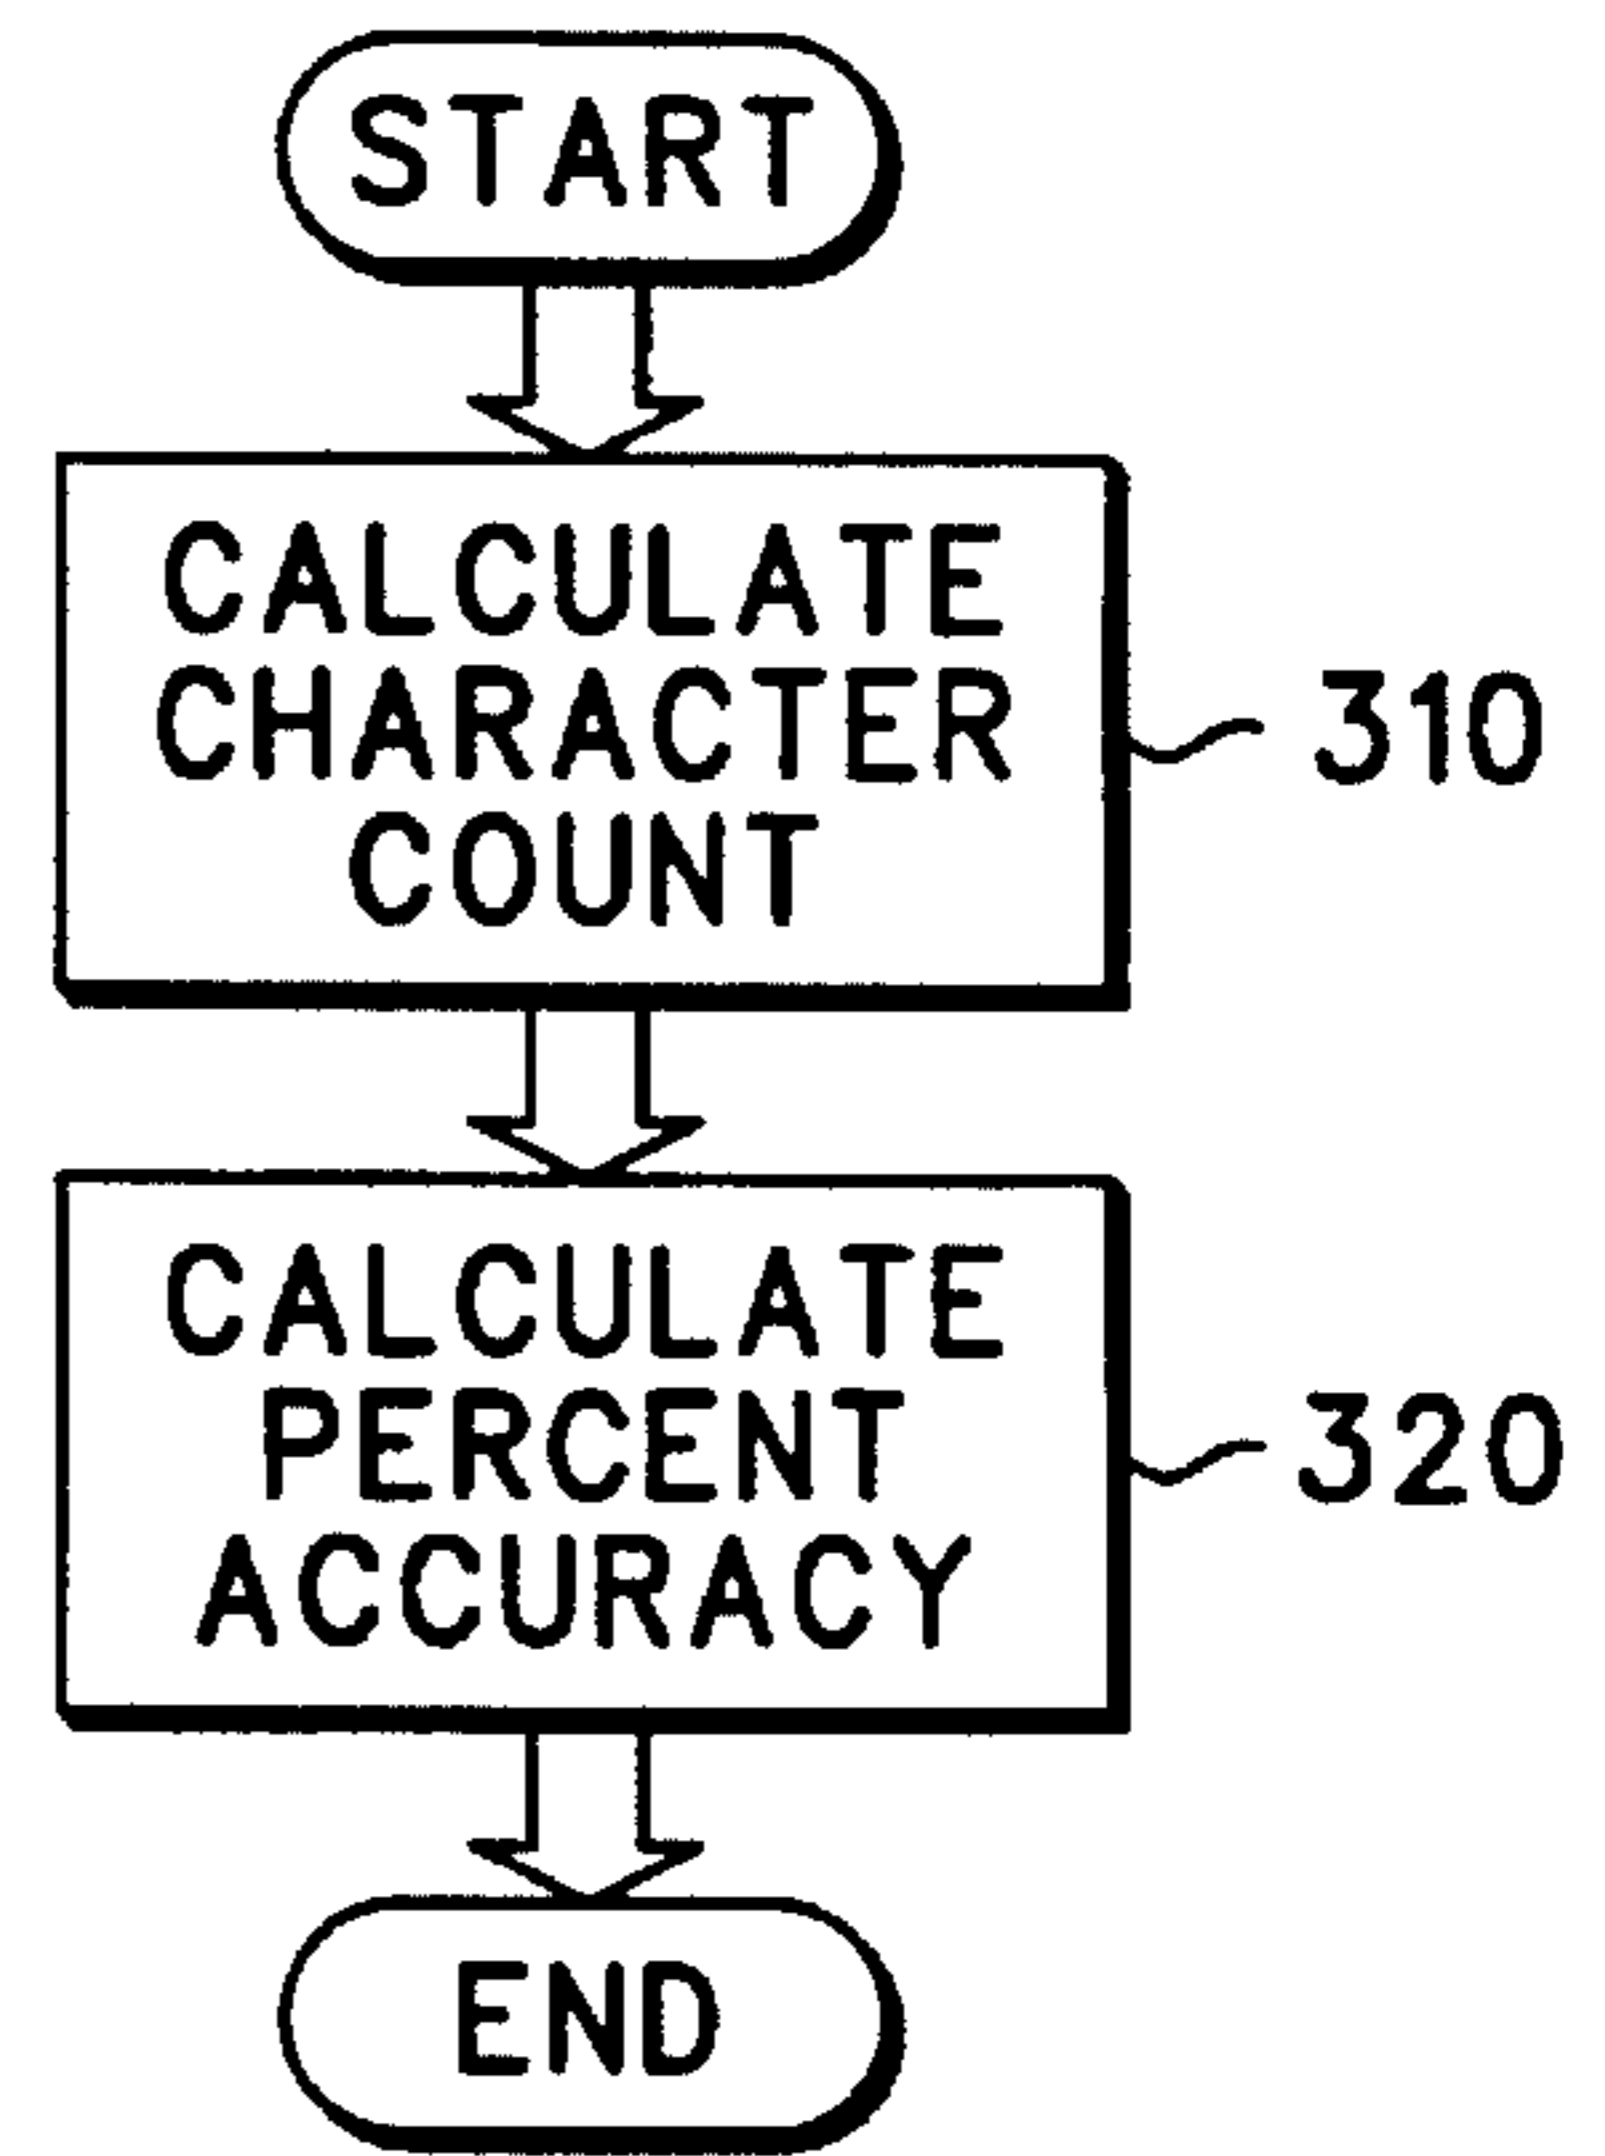 START
CALCULATE
CHARACTER
COUNT
310
CALCULATE
PERCENT
ACCURACY
320
END